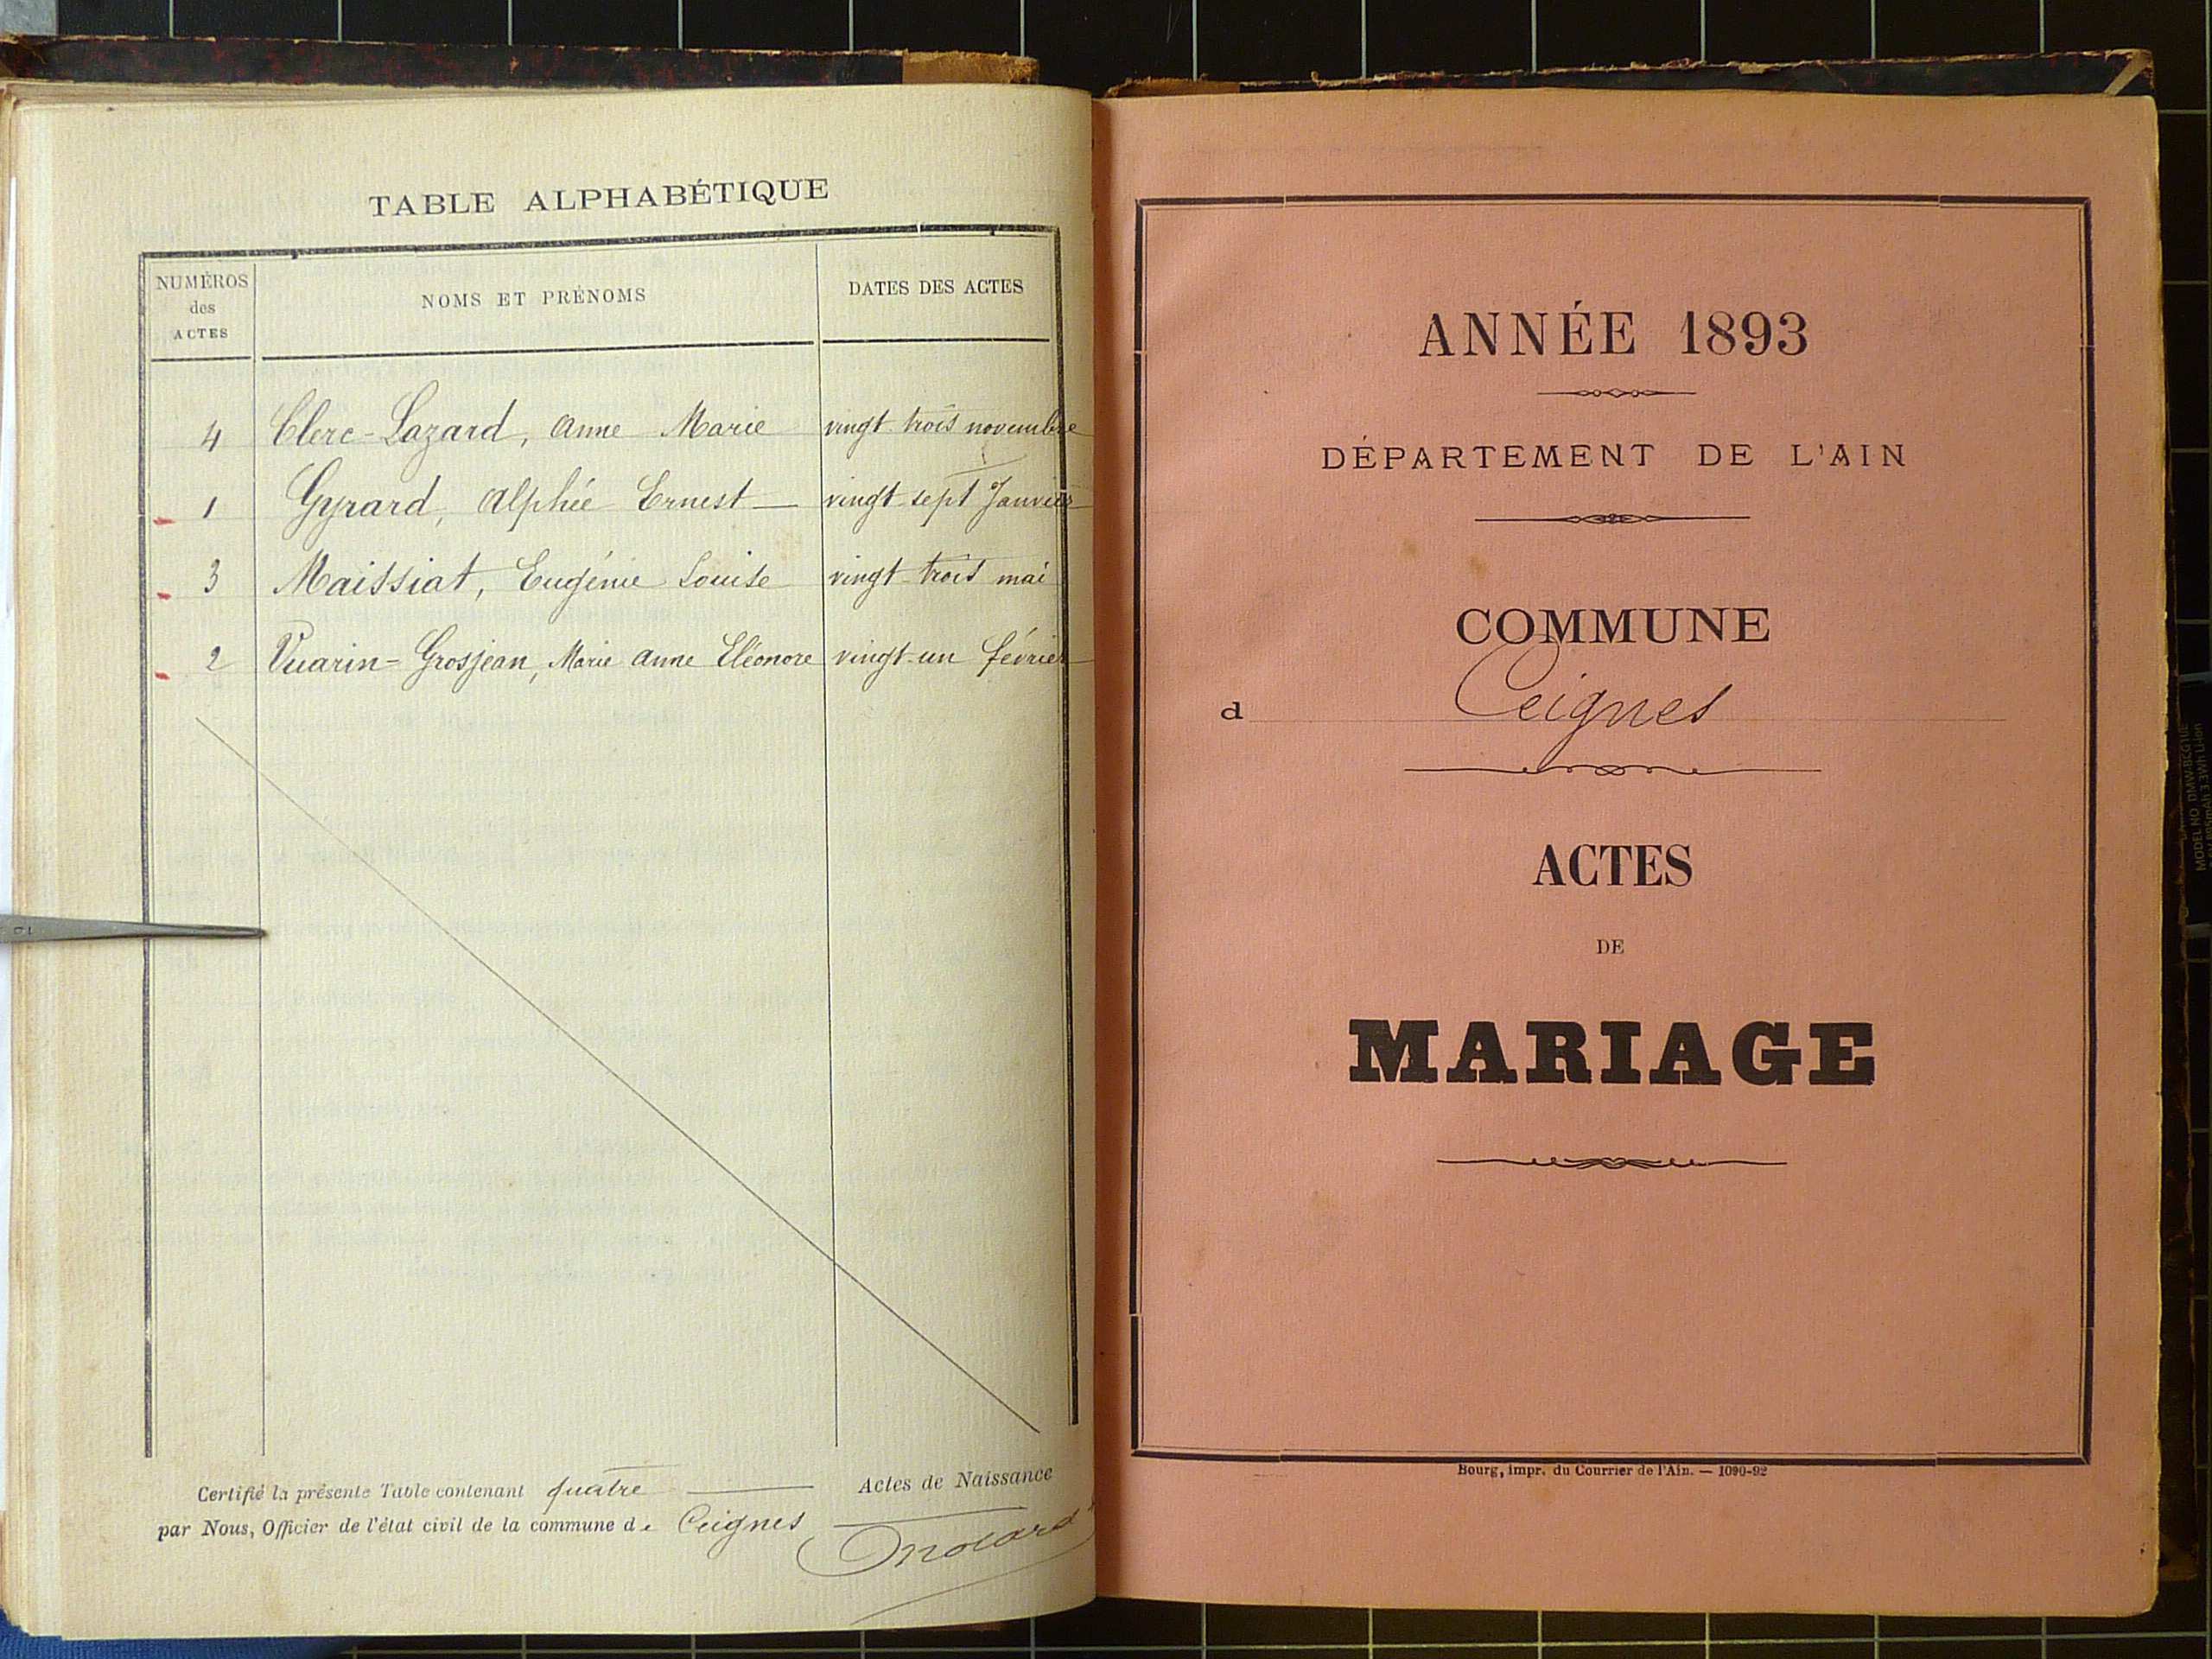 TABLE ALPHABÉTIQUE
NUMÉROS
des
ACTES
NOMS ET PRÉNOMS
DATES DES ACTES
4 Clerc-Lazard, Anne Marie vingt trois novembre
1 Gyrard, Alphée Ernest vingt-sept Janvier
3 Maissiat, Eugénie Louise vingt-trois mai
2 Vuarin-Grosjean, Marie Anne Eléonore vingt-un février
Certifié la présente Table contenant quatre Actes de Naissance
par Nous, Officier de l'état civil de la commune de Ceignes
ANNÉE 1893
DÉPARTEMENT DE L'AIN
COMMUNE
d Ceignes
ACTES
DE
MARIAGE
Bourg, impr. du Courrier de l'Ain. — 1090-92